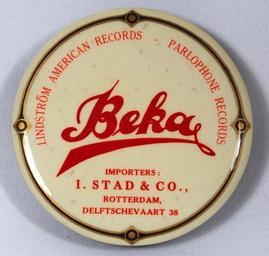 LINDSTRÖM AMERICAN RECORDS - PARLOPHONE RECORDS
Beka
IMPORTERS:
I. STAD & CO.,
ROTTERDAM,
DELFTSCHEVAART 38